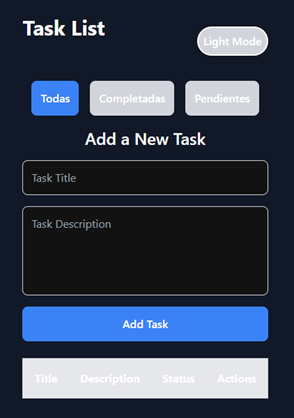 Task List
Light Mode
Todas Completadas Pendientes
Add a New Task
Task Title
Task Description
Add Task
Title Description Status Actions